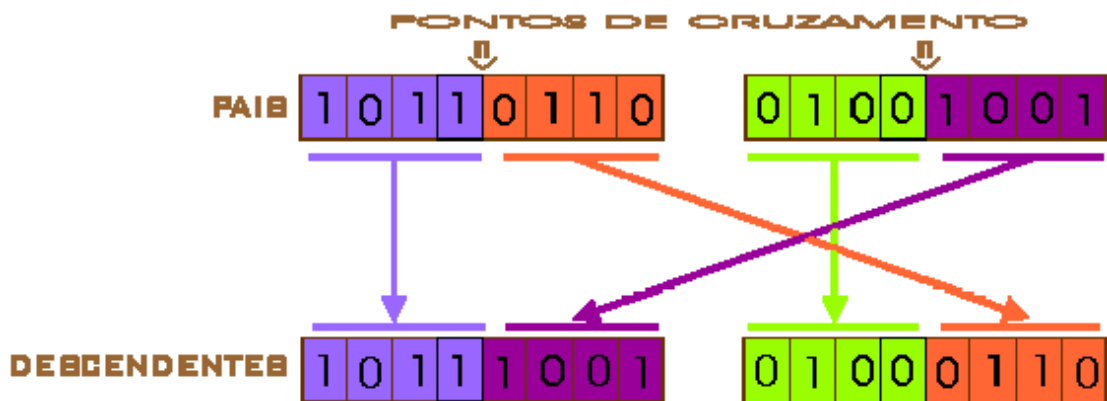 PONTOS DE CRUZAMENTO
PAIS 1 0 1 1 0 1 1 0 0 1 0 0 1 0 0 1
DESCENDENTES 1 0 1 1 1 0 0 1 0 1 0 0 0 1 1 0